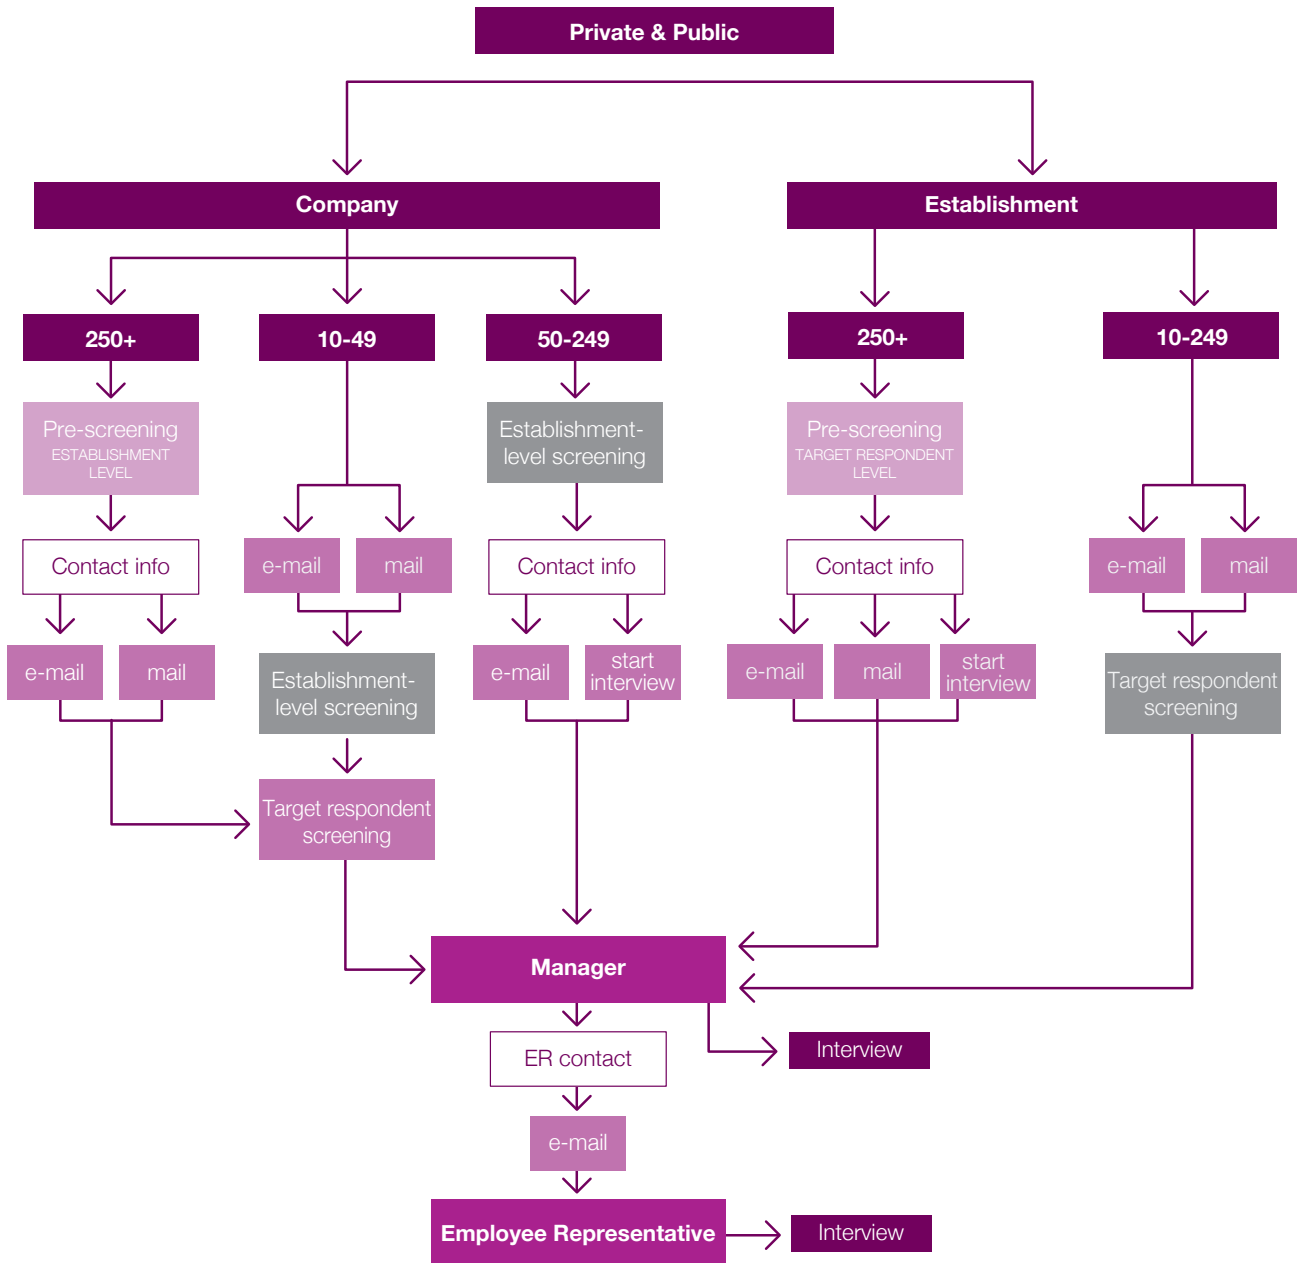 Private & Public
Company
Establishment
250+
10-49
50-249
250+
10-249
Pre-screening
ESTABLISHMENT
LEVEL
Establishment-
level screening
Pre-screening
TARGET RESPONDENT
LEVEL
Contact info
e-mail
mail
Contact info
Contact info
e-mail
mail
e-mail
mail
Establishment-
level screening
e-mail
start
interview
e-mail
mail
start
interview
Target respondent
screening
Target respondent
screening
Manager
ER contact
Interview
e-mail
Employee Representative
Interview